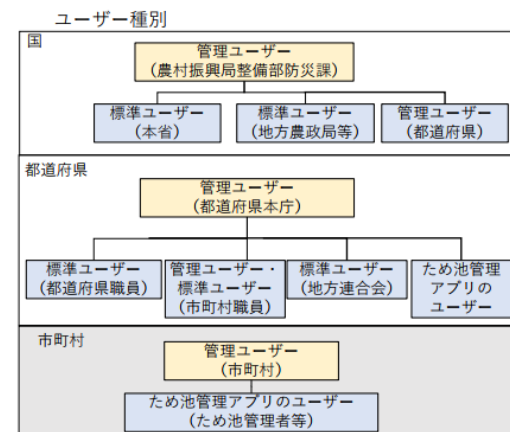 ユーザー種別
国
管理ユーザー
(農村振興局整備部防災課)
標準ユーザー
(本省)
標準ユーザー
(地方農政局等)
管理ユーザー
(都道府県)
都道府県
管理ユーザー
(都道府県本庁)
標準ユーザー
(都道府県職員)
管理ユーザー・
標準ユーザー
(市町村職員)
標準ユーザー
(地方連合会)
ため池管理
アプリの
ユーザー
市町村
管理ユーザー
(市町村)
ため池管理アプリのユーザー
(ため池管理者等)